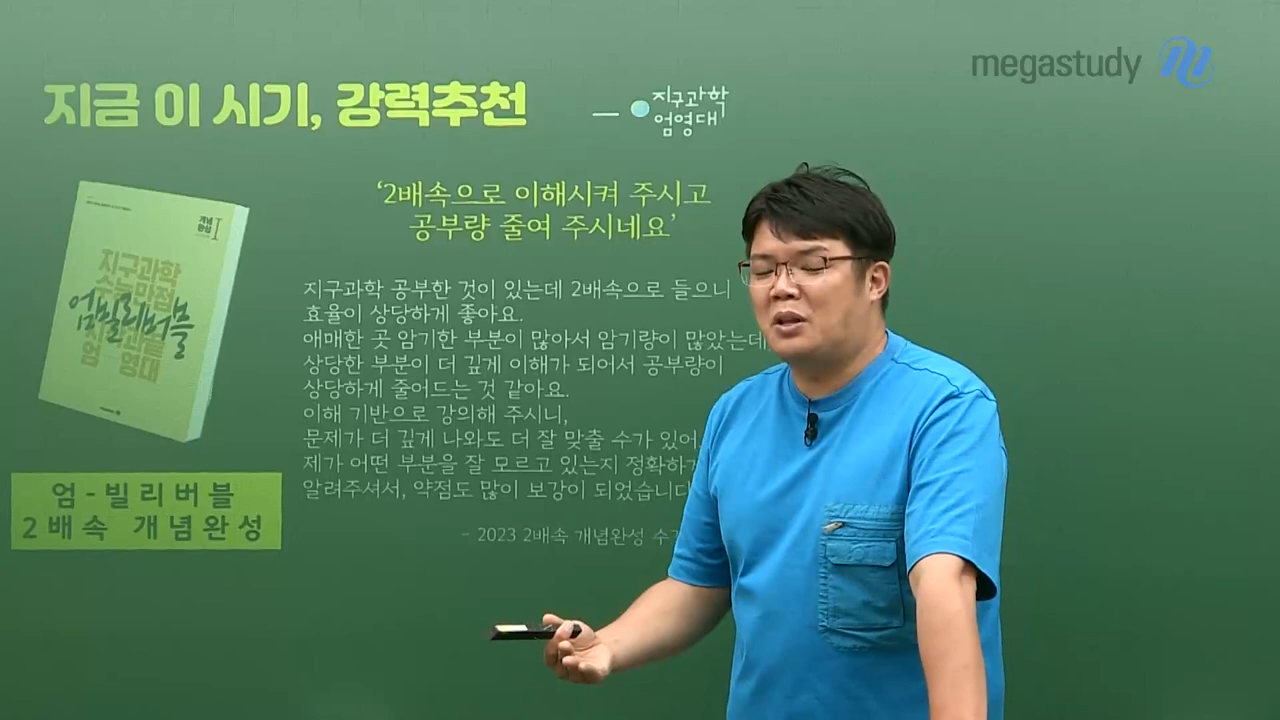 megastudy
지금 이 시기, 강력추천
지구과학
엄영대
'2배속으로 이해시켜 주시고
공부량 줄여 주시네요'
개념
완성
지구과학
엄빌리버블
영대
지구과학 공부한 것이 있는데 2배속으로 들으니
효율이 상당하게 좋아요.
애매한 곳 암기한 부분이 많아서 암기량이 많았는데
상당한 부분이 더 깊게 이해가 되어서 공부량이
상당하게 줄어드는 것 같아요.
이해 기반으로 강의해 주시니,
문제가 더 깊게 나와도 더 잘 맞출 수가 있어
제가 어떤 부분을 잘 모르고 있는지 정확하게
알려주셔서, 약점도 많이 보강이 되었습니다
- 2023 2배속 개념완성 수
엄-빌리버블
2배속 개념완성